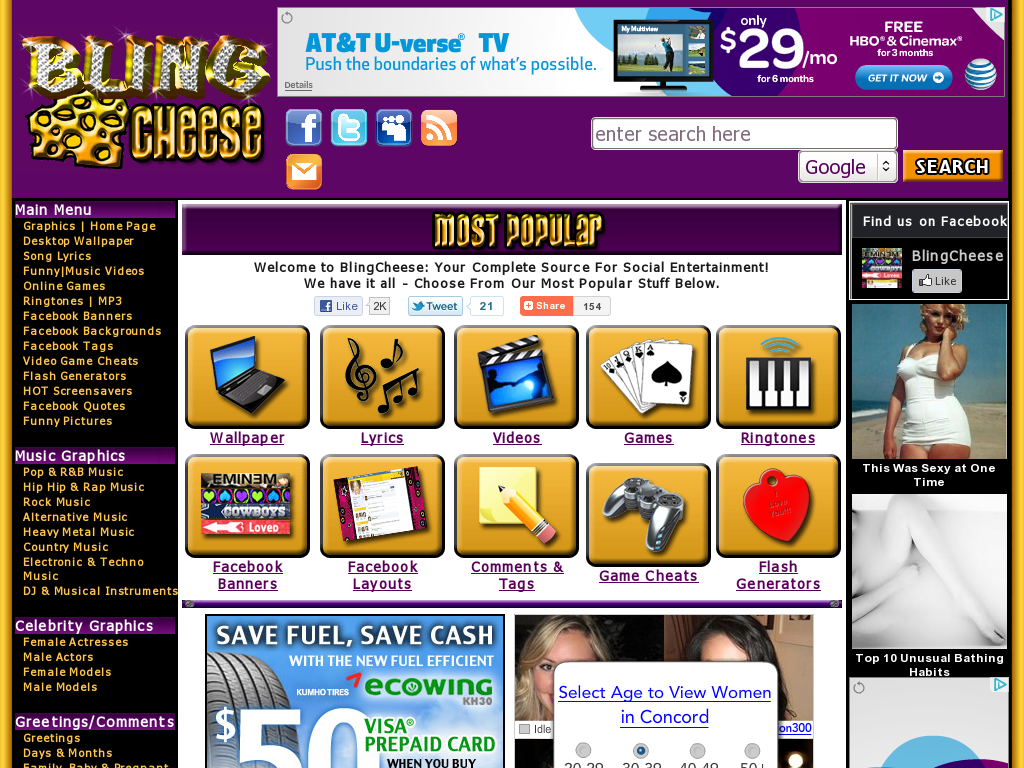 BLING
CHEESE
AT&T U-verse® TV
Push the boundaries of what's possible.
Details
My Multiview
only
$29/mo
for 6 months
FREE
HBO® & Cinemax®
for 3 months
GET IT NOW
enter search here
Google
SEARCH
Main Menu
Graphics | Home Page
Desktop Wallpaper
Song Lyrics
Funny|Music Videos
Online Games
Ringtones | MP3
Facebook Banners
Facebook Backgrounds
Facebook Tags
Video Game Cheats
Flash Generators
HOT Screensavers
Facebook Quotes
Funny Pictures
Music Graphics
Pop & R&B Music
Hip Hip & Rap Music
Rock Music
Alternative Music
Heavy Metal Music
Country Music
Electronic & Techno
Music
DJ & Musical Instruments
Celebrity Graphics
Female Actresses
Male Actors
Female Models
Male Models
Greetings/Comments
Greetings
Days & Months
Family, Baby & Pregnant
MOST POPULAR
Welcome to BlingCheese: Your Complete Source For Social Entertainment!
We have it all - Choose From Our Most Popular Stuff Below.
Like 2K
Tweet 21
Share 154
Wallpaper
Lyrics
Videos
Games
Ringtones
EMINEM
COWBOYS
Loved
I Love You!!
Facebook
Banners
Facebook
Layouts
Comments &
Tags
Game Cheats
Flash
Generators
SAVE FUEL, SAVE CASH
WITH THE NEW FUEL EFFICIENT
KUMHO TIRES ecowing
KH30
$50
VISA®
PREPAID CARD
WHEN YOU BUY
Idle
on300
Select Age to View Women
in Concord
20-29 30-39 40-49 50+
Find us on Facebook
BlingCheese
Like
This Was Sexy at One
Time
Top 10 Unusual Bathing
Habits